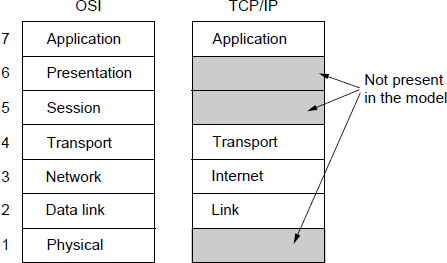 OSI TCP/IP
7 Application Application
6 Presentation
5 Session
Not present
in the model
4 Transport Transport
3 Network Internet
2 Data link Link
1 Physical